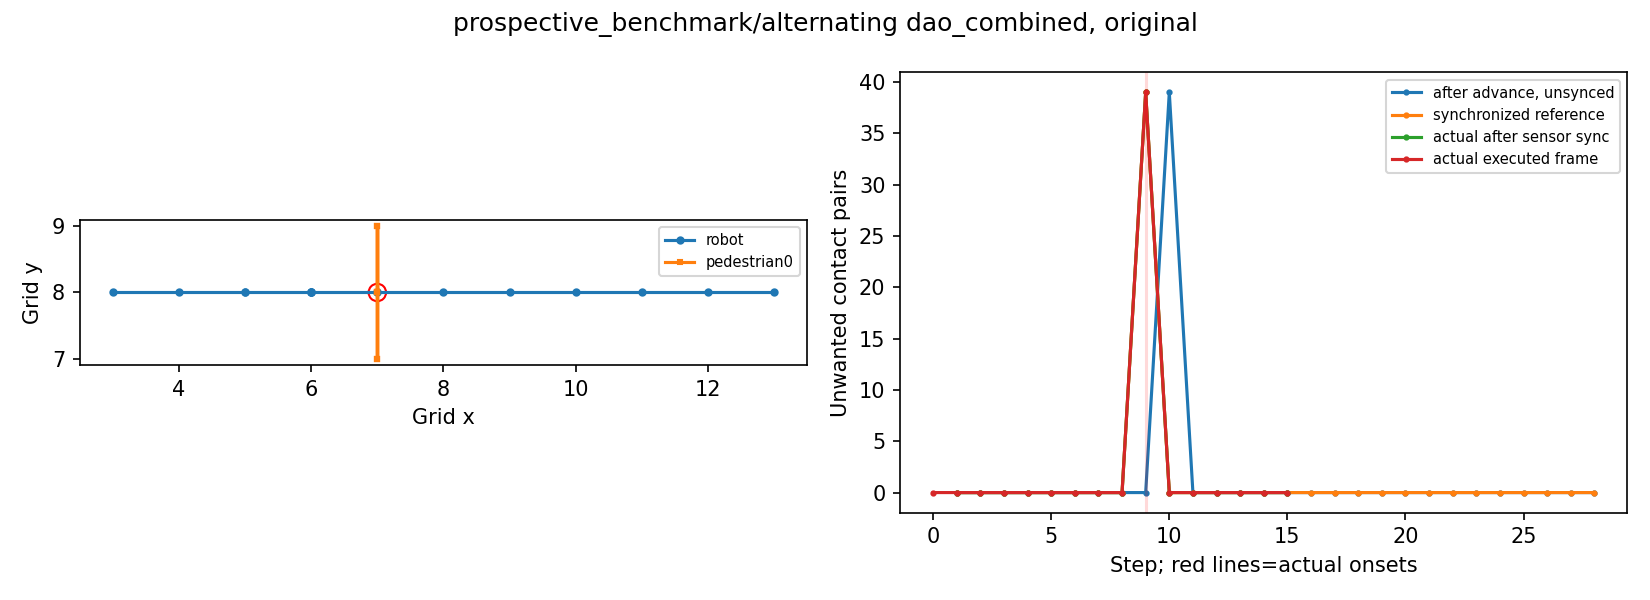 prospective_benchmark/alternating dao_combined, original
9
8
7
Grid y
4
6
8
10
12
Grid x
robot
pedestrian0
40
35
30
25
20
15
10
5
0
Unwanted contact pairs
0
5
10
15
20
25
Step; red lines=actual onsets
after advance, unsynced
synchronized reference
actual after sensor sync
actual executed frame